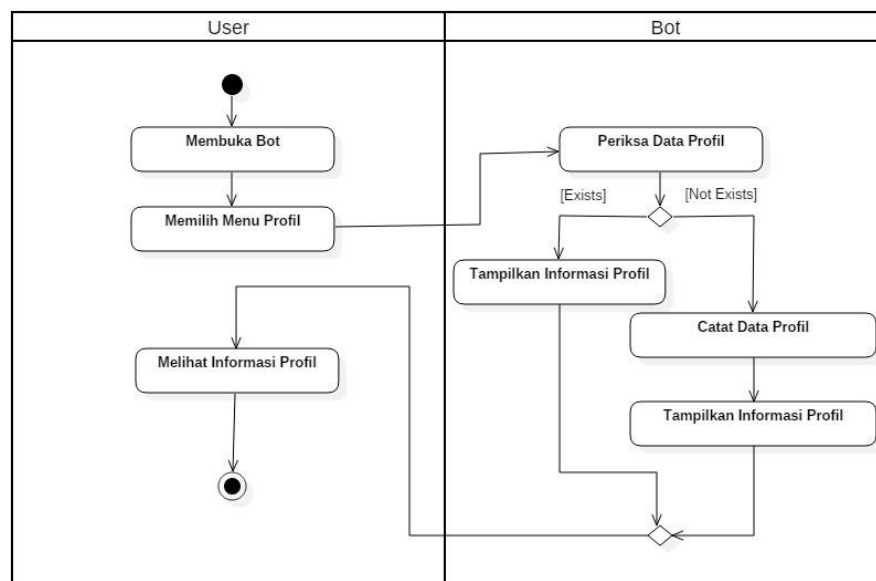 User
Bot
Membuka Bot
Periksa Data Profil
[Exists]
[Not Exists]
Memilih Menu Profil
Tampilkan Informasi Profil
Catat Data Profil
Melihat Informasi Profil
Tampilkan Informasi Profil